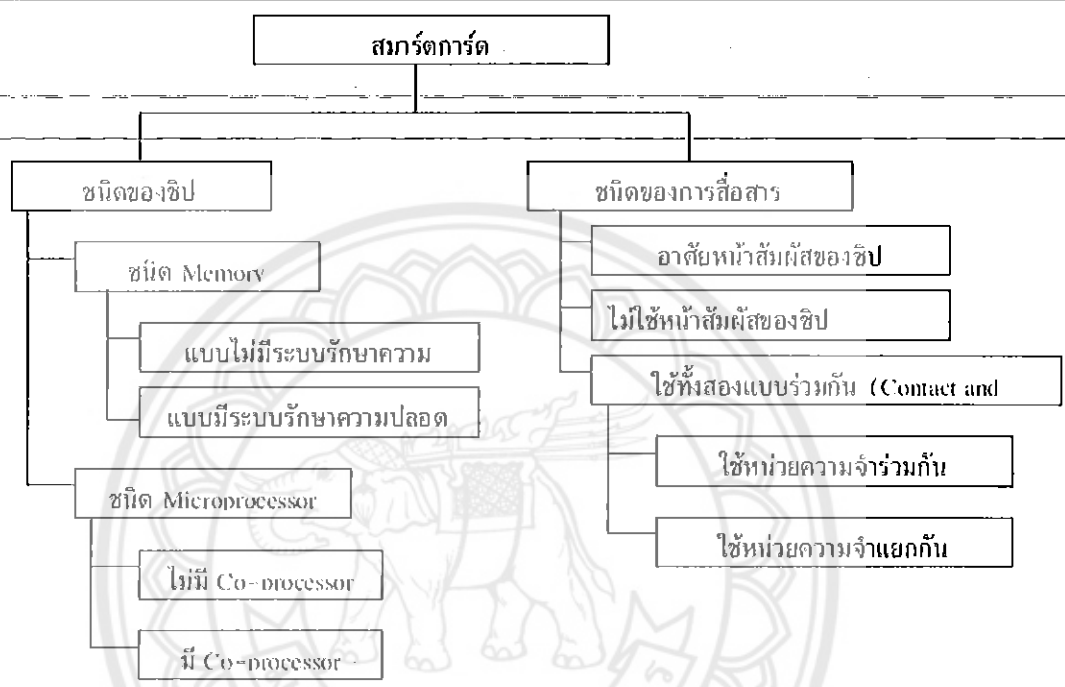 สมาร์ตการ์ด
ชนิดของชิป
ชนิด Memory
แบบไม่มีระบบรักษาความ
แบบมีระบบรักษาความปลอด
ชนิด Microprocessor
ไม่มี Co-processor
มี Co-processor
ชนิดของการสื่อสาร
อาศัยหน้าสัมผัสของชิป
ไม่ใช้หน้าสัมผัสของชิป
ใช้ทั้งสองแบบร่วมกัน (Contact and
ใช้หน่วยความจำร่วมกัน
ใช้หน่วยความจำแยกกัน